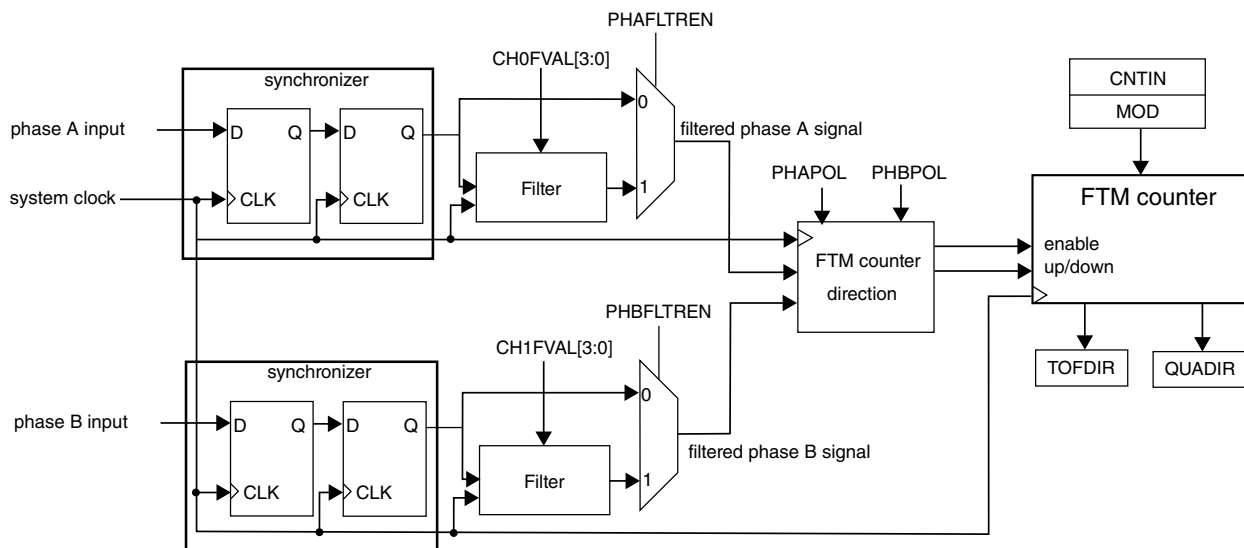 PHAFLTREN
CH0FVAL[3:0]
synchronizer
CNTIN
MOD
0
phase A input
D Q D Q
filtered phase A signal
Filter
1
PHAPOL PHBPOL
system clock
CLK CLK
FTM counter
enable
up/down
FTM counter
direction
PHBFLTREN
CH1FVAL[3:0]
synchronizer
TOFDIR QUADIR
0
phase B input
D Q D Q
filtered phase B signal
Filter
1
CLK CLK